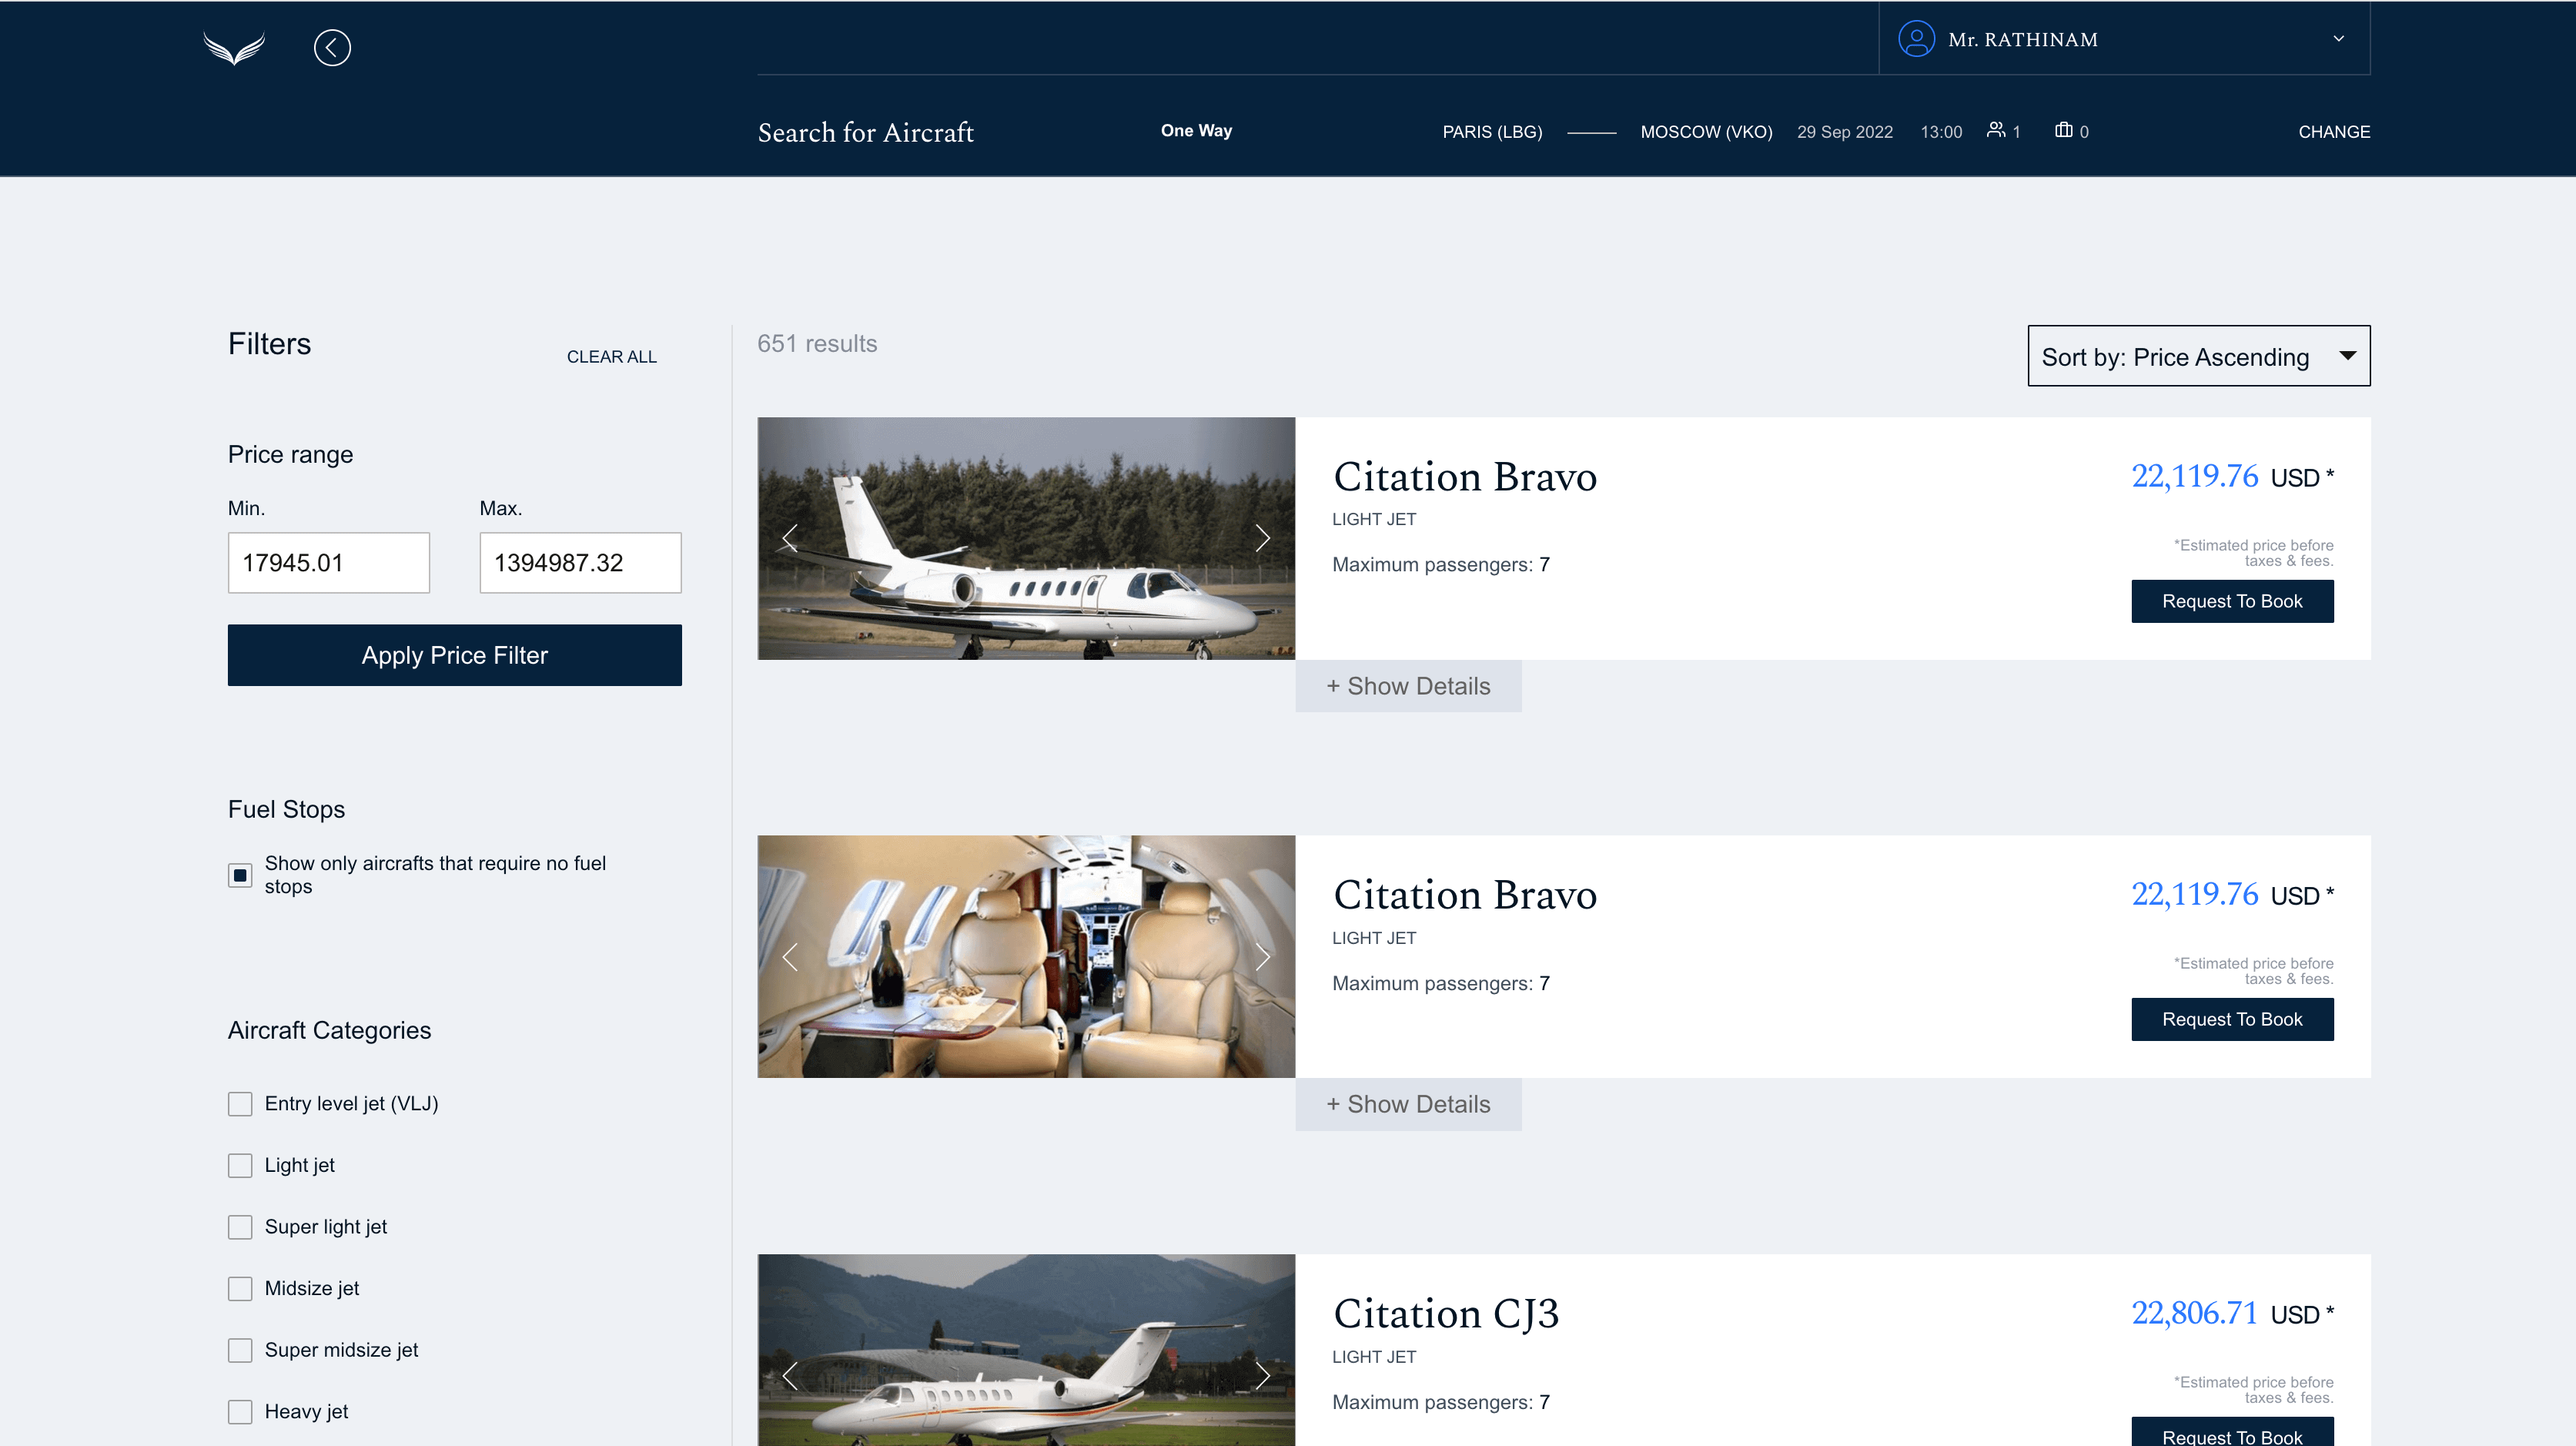 Mr. RATHINAM
Search for Aircraft
One Way
PARIS (LBG)
MOSCOW (VKO)
29 Sep 2022
13:00
1
0
CHANGE
Filters
CLEAR ALL
Price range
Min.
Max.
17945.01
1394987.32
Apply Price Filter
Fuel Stops
Show only aircrafts that require no fuel
stops
Aircraft Categories
Entry level jet (VLJ)
Light jet
Super light jet
Midsize jet
Super midsize jet
Heavy jet
651 results
Sort by: Price Ascending
Citation Bravo
LIGHT JET
Maximum passengers: 7
22,119.76 USD *
*Estimated price before
taxes & fees.
Request To Book
+ Show Details
Citation Bravo
LIGHT JET
Maximum passengers: 7
22,119.76 USD *
*Estimated price before
taxes & fees.
Request To Book
+ Show Details
Citation CJ3
LIGHT JET
Maximum passengers: 7
22,806.71 USD *
*Estimated price before
taxes & fees.
Request To Book